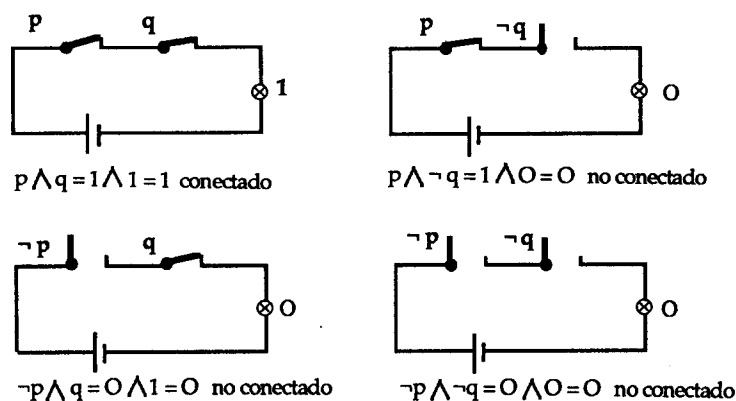 p q
1
p ∧ q = 1 ∧ 1 = 1 conectado
p ¬q
O
p ∧ ¬q = 1 ∧ O = O no conectado
¬p q
O
¬p ∧ q = O ∧ 1 = O no conectado
¬p ¬q
O
¬p ∧ ¬q = O ∧ O = O no conectado